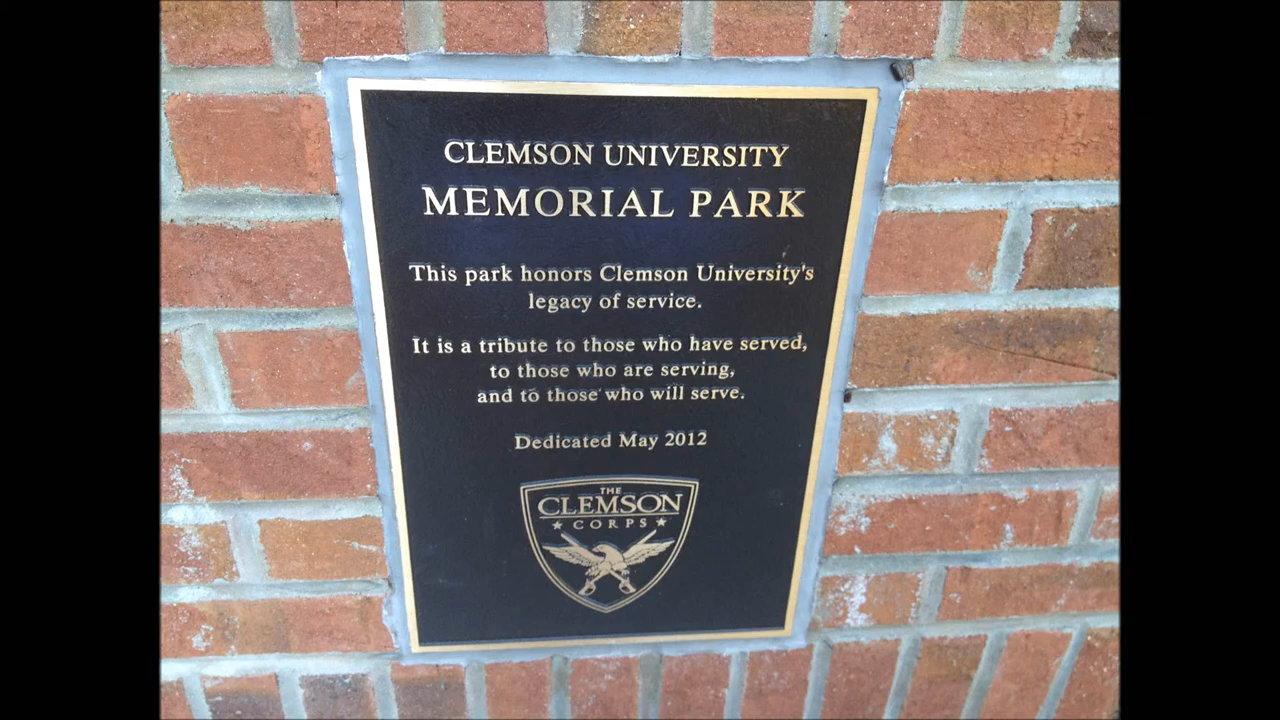 CLEMSON UNIVERSITY
MEMORIAL PARK
This park honors Clemson University's
legacy of service.
It is a tribute to those who have served,
to those who are serving,
and to those who will serve.
Dedicated May 2012
THE
CLEMSON
CORPS